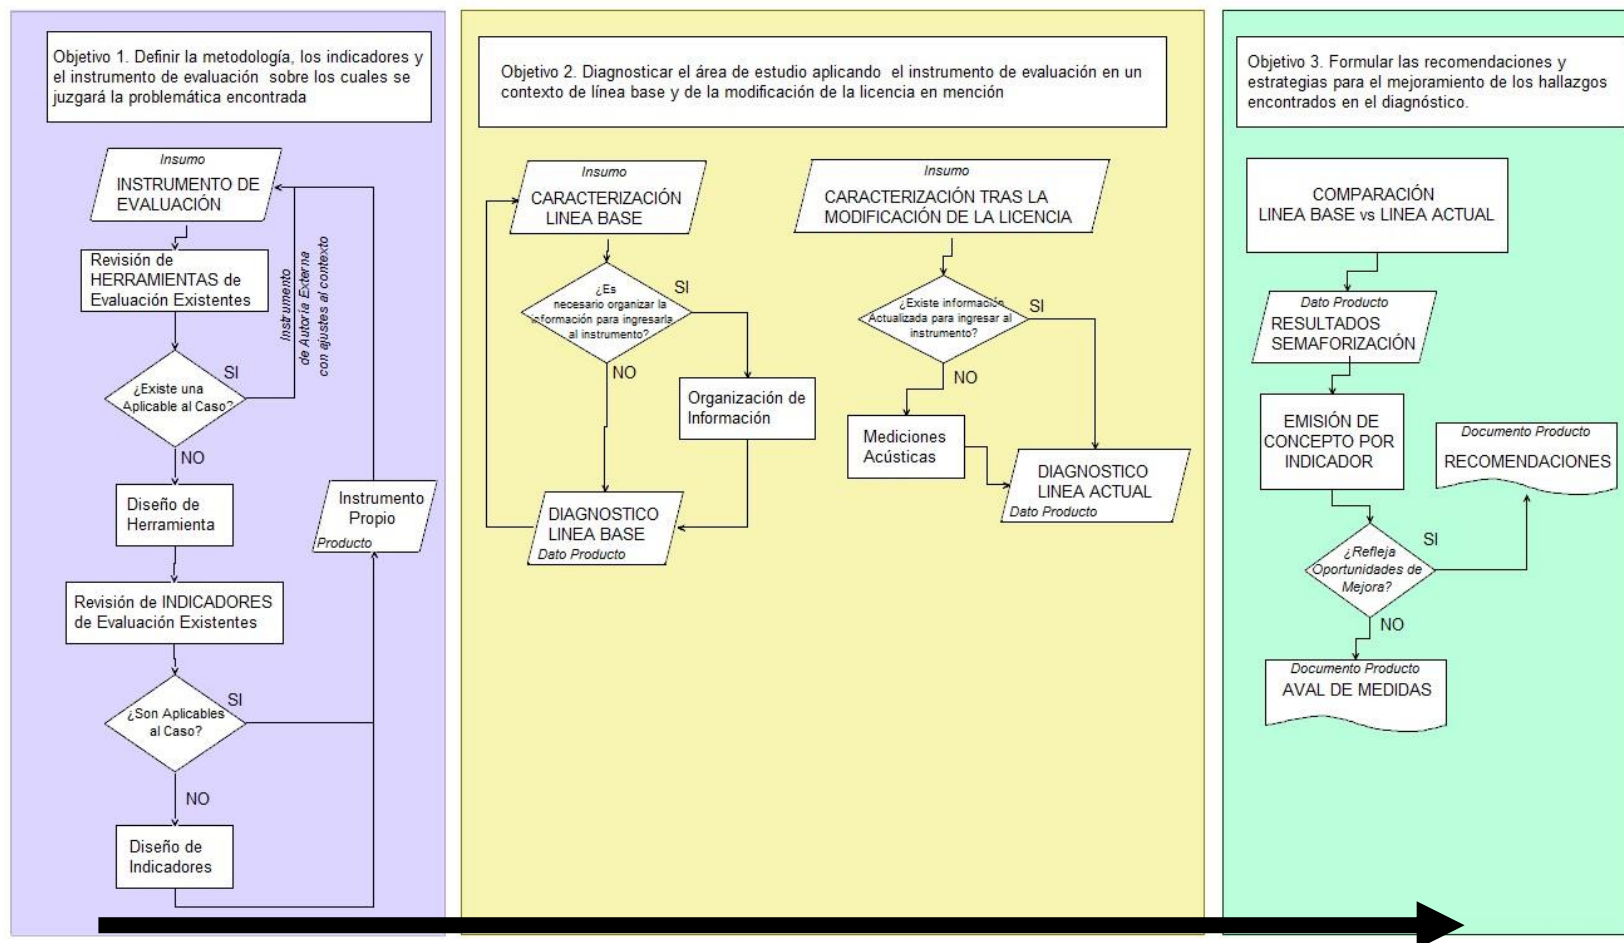 Objetivo 1. Definir la metodología, los indicadores y
el instrumento de evaluación sobre los cuales se
juzgará la problemática encontrada
Insumo
INSTRUMENTO DE
EVALUACIÓN
Revisión de
HERRAMIENTAS de
Evaluación Existentes
Instrumento
de Autoria Externa
con ajustes al contexto
¿Existe una
Aplicable al Caso?
SI
NO
Diseño de
Herramienta
Instrumento
Propio
Producto
Revisión de INDICADORES
de Evaluación Existentes
¿Son Aplicables
al Caso?
SI
NO
Diseño de
Indicadores
Objetivo 2. Diagnosticar el área de estudio aplicando el instrumento de evaluación en un
contexto de línea base y de la modificación de la licencia en mención
Insumo
CARACTERIZACIÓN
LINEA BASE
¿Es
necesario organizar la
información para ingresarla
al instrumento?
SI
NO
Organización de
Información
DIAGNOSTICO
LINEA BASE
Dato Producto
Insumo
CARACTERIZACIÓN TRAS LA
MODIFICACIÓN DE LA LICENCIA
¿Existe información
Actualizada para ingresar al
instrumento?
SI
NO
Mediciones
Acústicas
DIAGNOSTICO
LINEA ACTUAL
Dato Producto
Objetivo 3. Formular las recomendaciones y
estrategias para el mejoramiento de los hallazgos
encontrados en el diagnóstico.
COMPARACIÓN
LINEA BASE vs LINEA ACTUAL
Dato Producto
RESULTADOS
SEMAFORIZACIÓN
EMISIÓN DE
CONCEPTO POR
INDICADOR
Documento Producto
RECOMENDACIONES
¿Refleja
Oportunidades de
Mejora?
SI
NO
Documento Producto
AVAL DE MEDIDAS